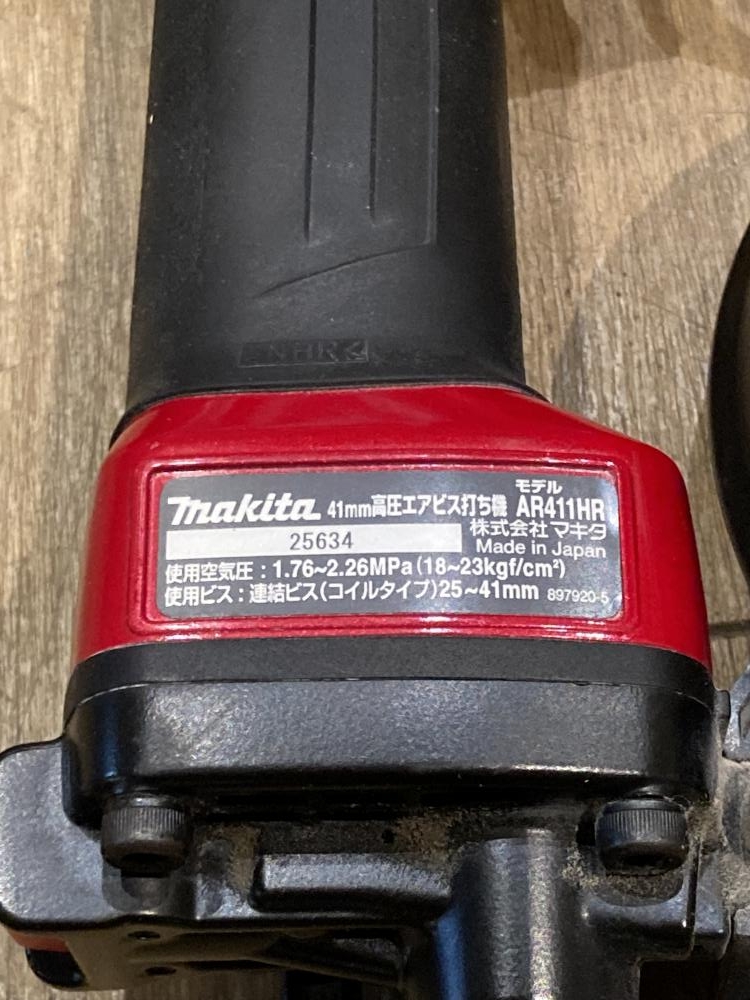 makita 41mm高圧エアビス打ち機 モデル AR411HR
25634 株式会社マキタ
Made in Japan
使用空気圧：1.76~2.26MPa(18~23kgf/cm²)
使用ビス：連結ビス(コイルタイプ)25~41mm 897920-5